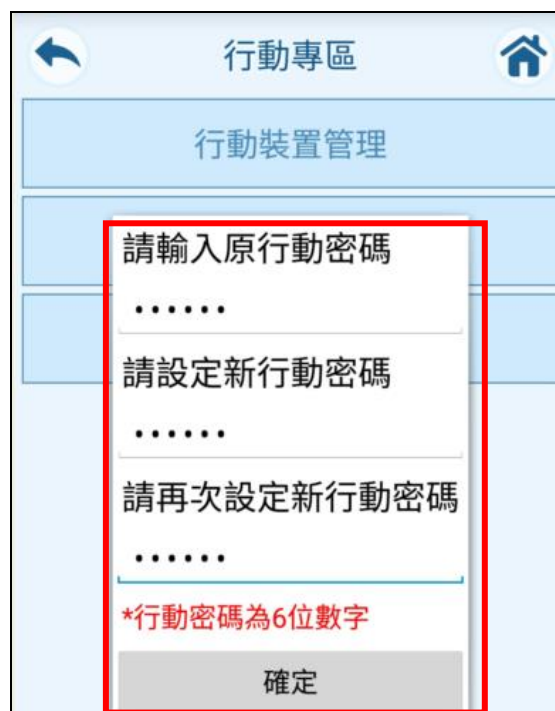 行動專區
行動裝置管理
請輸入原行動密碼
••••••
請設定新行動密碼
••••••
請再次設定新行動密碼
••••••
*行動密碼為6位數字
確定